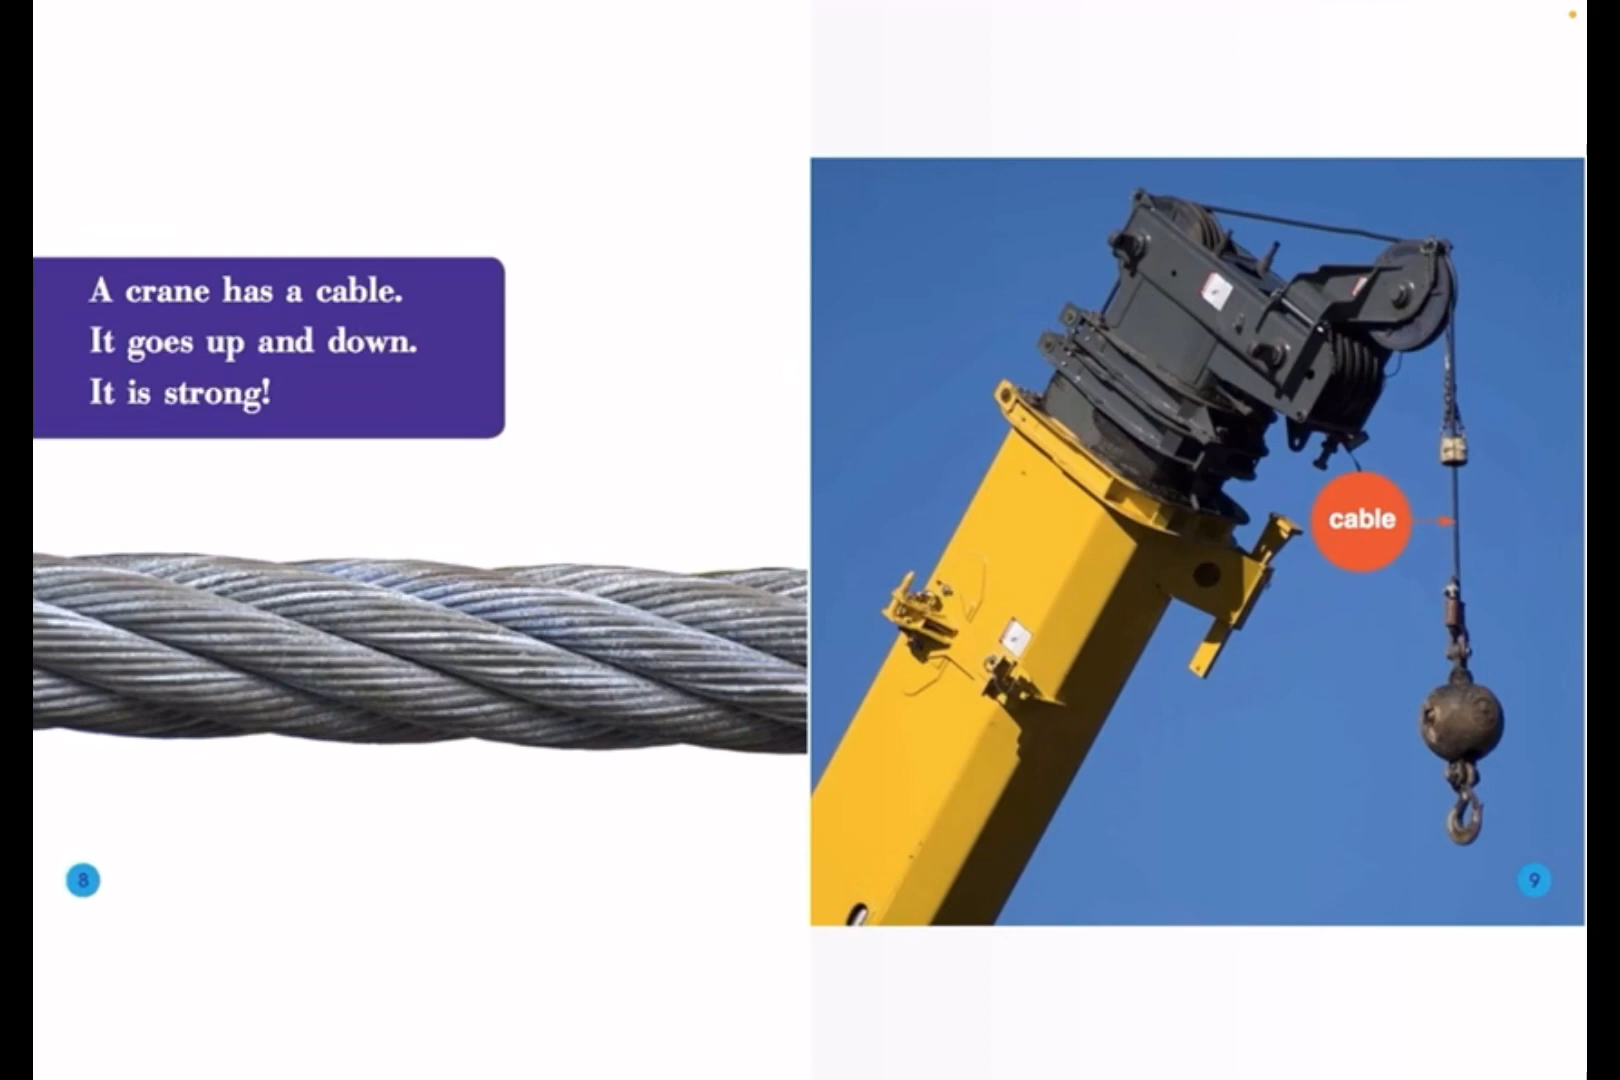 A crane has a cable.
It goes up and down.
It is strong!
8
cable
9